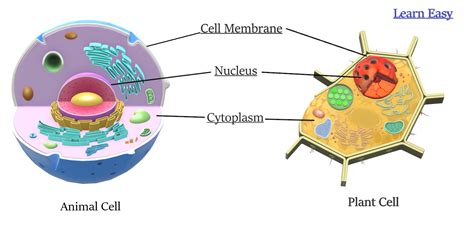 Learn Easy
Cell Membrane
Nucleus
Cytoplasm
Animal Cell
Plant Cell